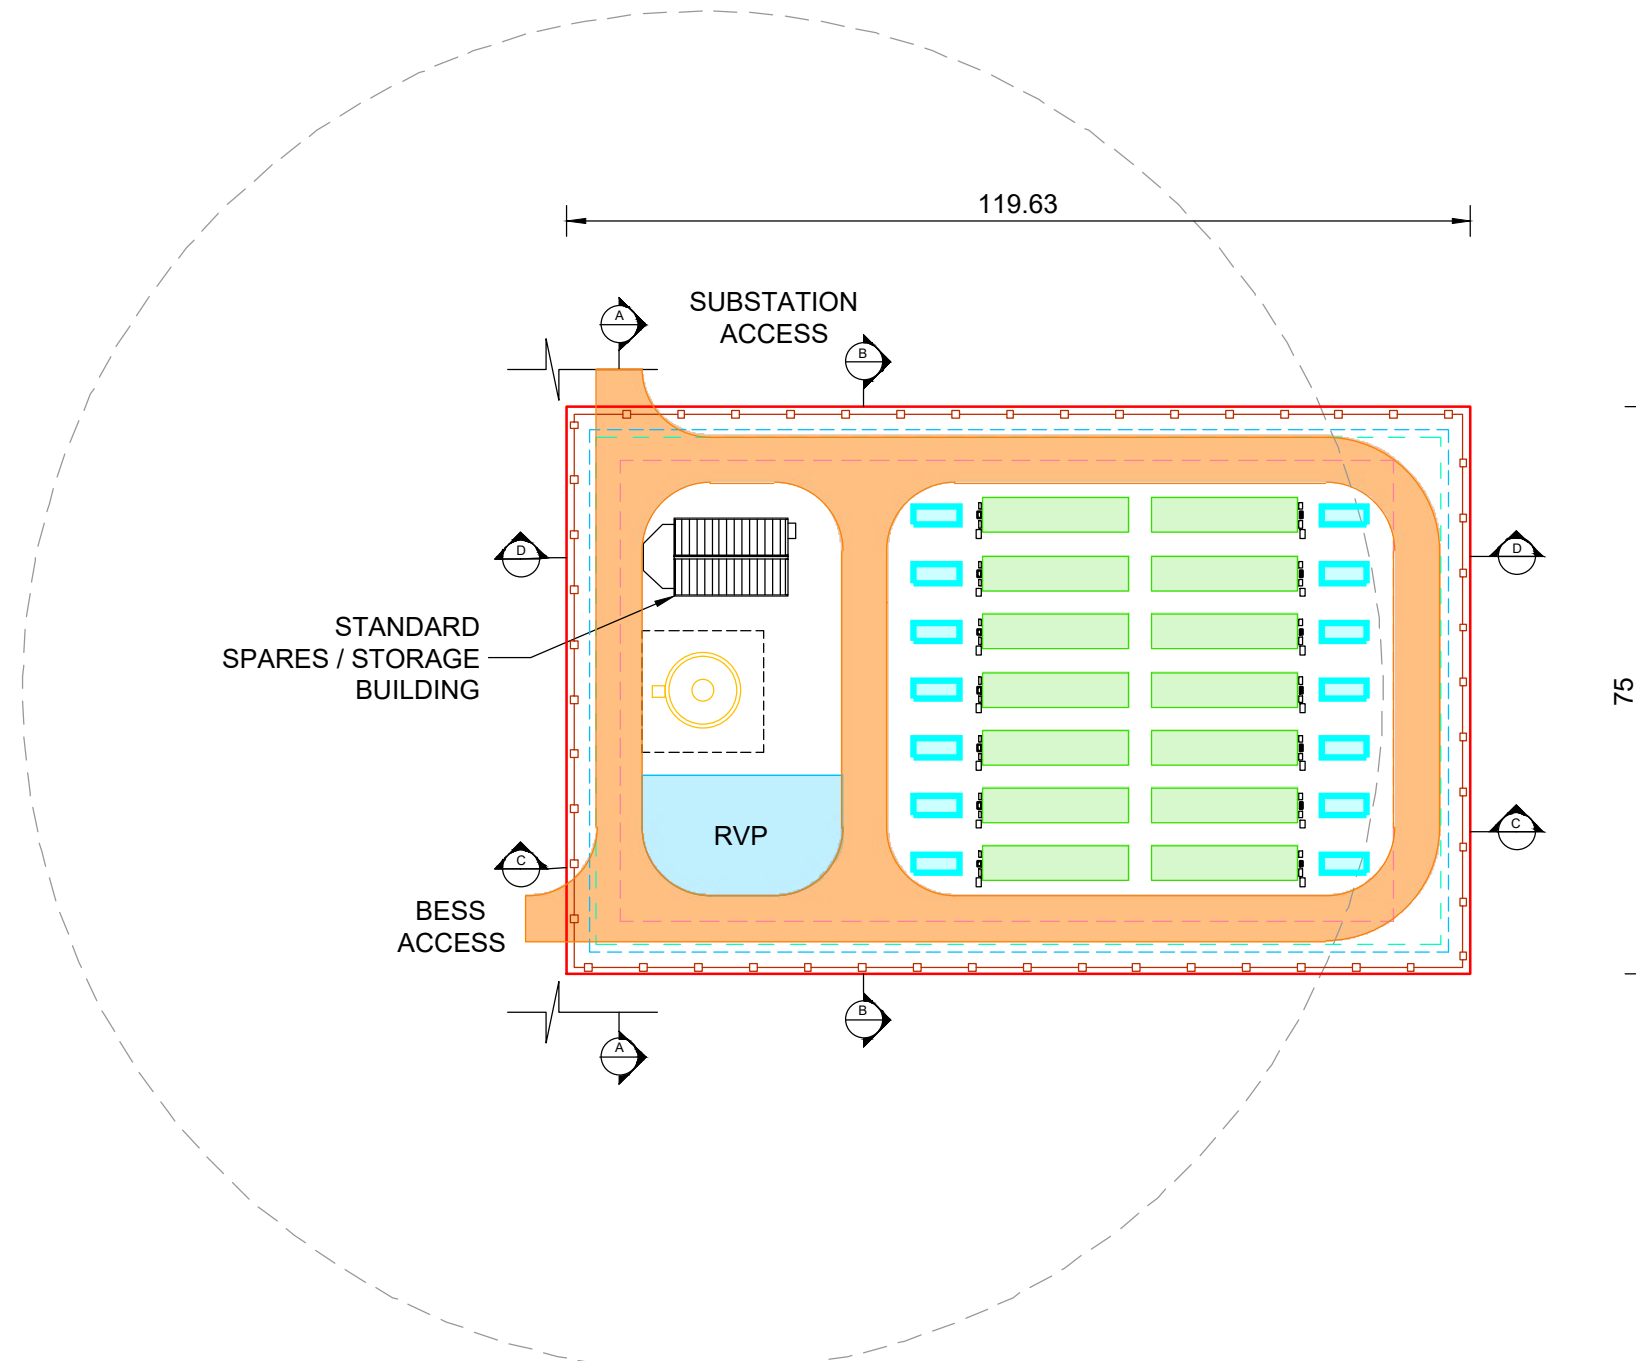 119.63
SUBSTATION
ACCESS
A
B
D
D
STANDARD
SPARES / STORAGE
BUILDING
75
RVP
C
C
BESS
ACCESS
B
A